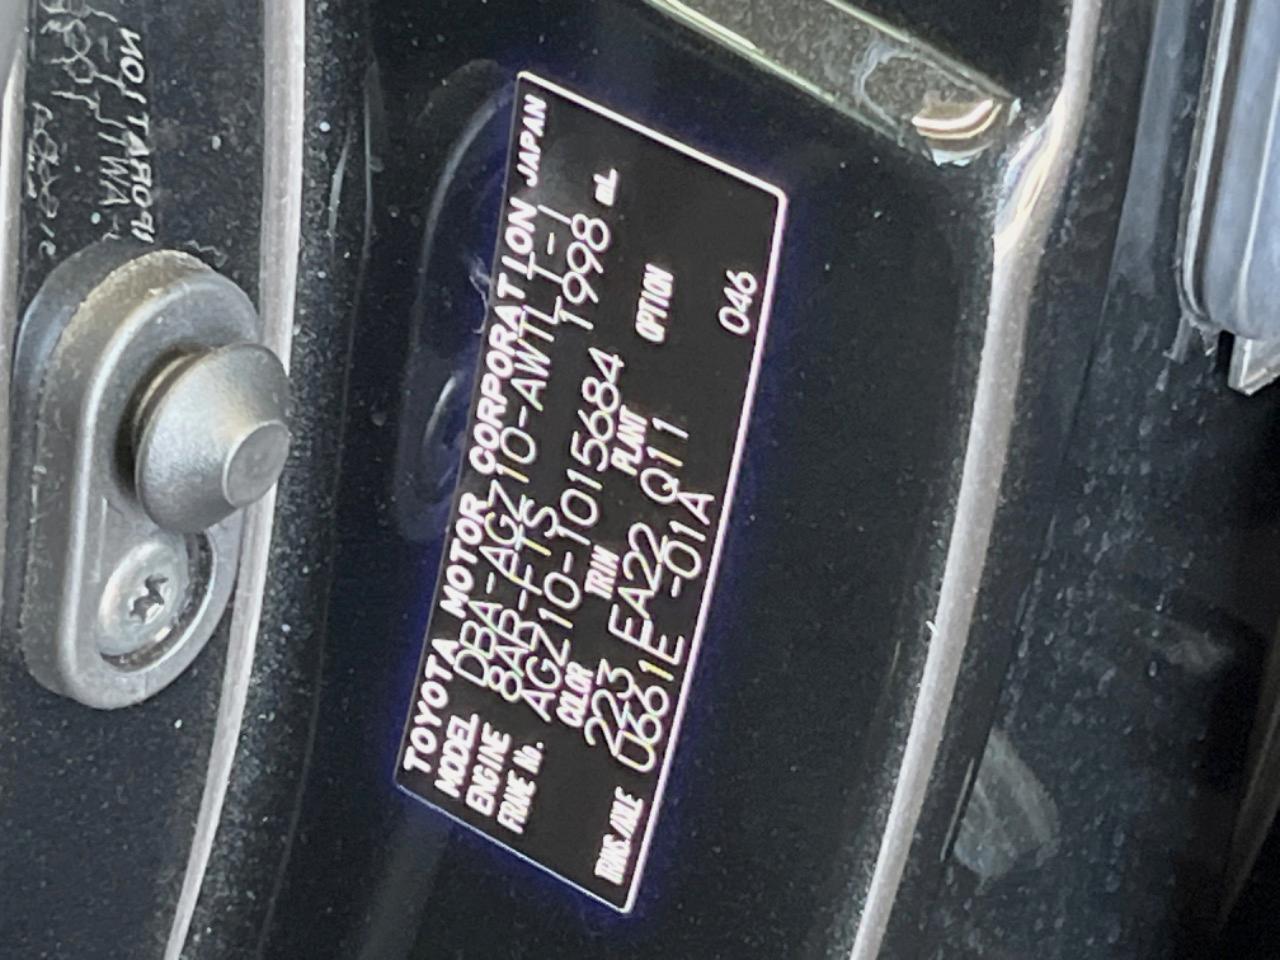 TOYOTA MOTOR CORPORATION JAPAN
MODEL DBA-AGZ10-AWTLT-1
ENGINE 8AR-FTS 1998 mL
FRAME No. AGZ10-1015684
COLOR TRIM PLANT OPTION
223 EA22 Q11
TRANS./AXLE U661E -01A 046